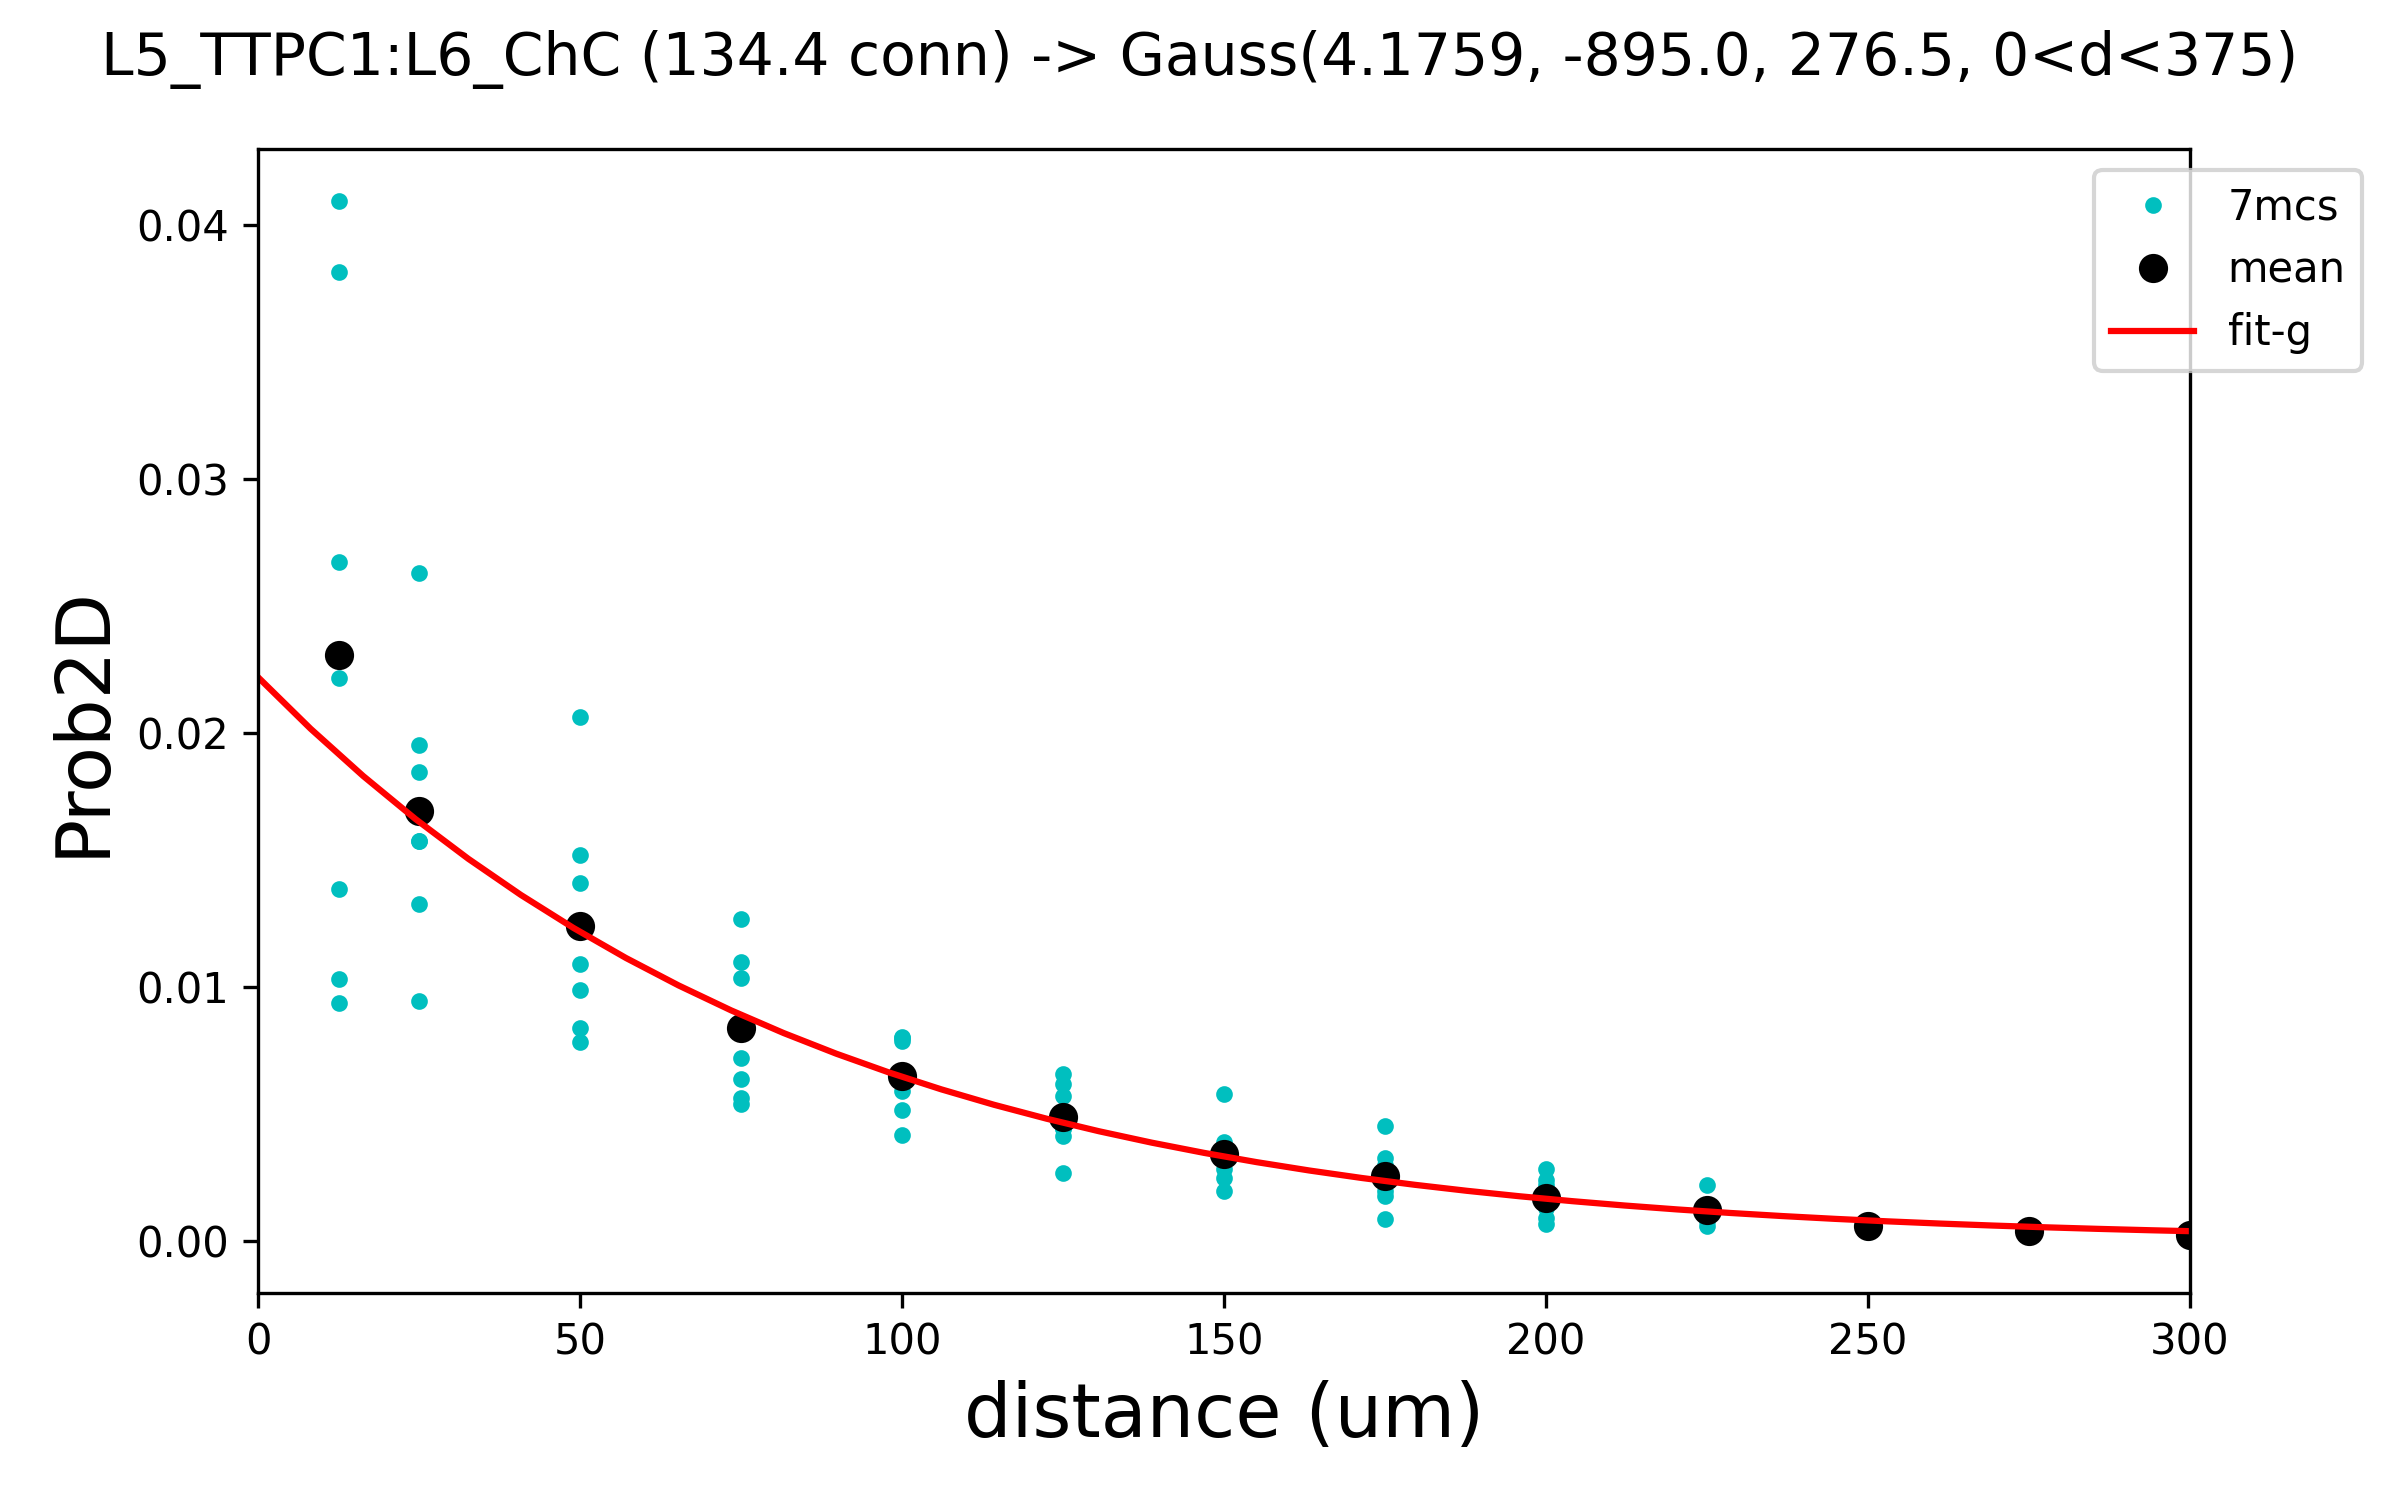 L5_TTPC1:L6_ChC (134.4 conn) -> Gauss(4.1759, -895.0, 276.5, 0<d<375)
7mcs
mean
fit-g
Prob2D
0.04
0.03
0.02
0.01
0.00
0 50 100 150 200 250 300
distance (um)